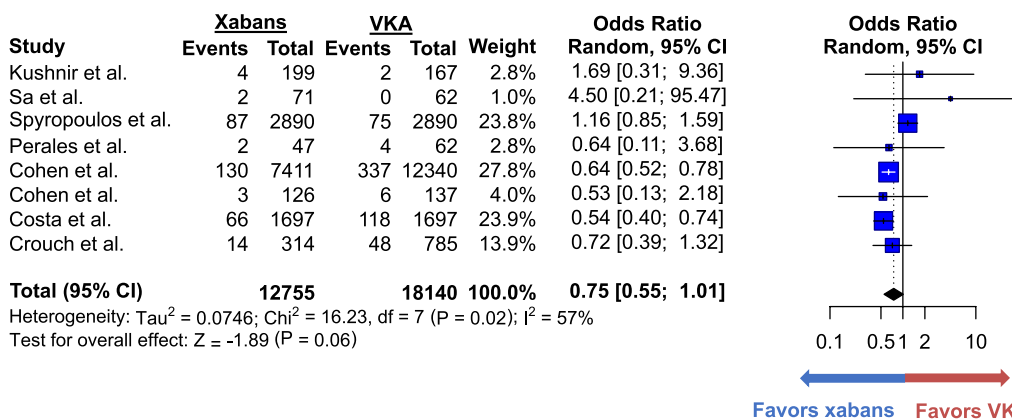 Xabans VKA Odds Ratio Odds Ratio
Study Events Total Events Total Weight Random, 95% CI Random, 95% CI
Kushnir et al. 4 199 2 167 2.8% 1.69 [0.31; 9.36]
Sa et al. 2 71 0 62 1.0% 4.50 [0.21; 95.47]
Spyropoulos et al. 87 2890 75 2890 23.8% 1.16 [0.85; 1.59]
Perales et al. 2 47 4 62 2.8% 0.64 [0.11; 3.68]
Cohen et al. 130 7411 337 12340 27.8% 0.64 [0.52; 0.78]
Cohen et al. 3 126 6 137 4.0% 0.53 [0.13; 2.18]
Costa et al. 66 1697 118 1697 23.9% 0.54 [0.40; 0.74]
Crouch et al. 14 314 48 785 13.9% 0.72 [0.39; 1.32]
Total (95% CI) 12755 18140 100.0% 0.75 [0.55; 1.01]
Heterogeneity: Tau² = 0.0746; Chi² = 16.23, df = 7 (P = 0.02); I² = 57%
Test for overall effect: Z = -1.89 (P = 0.06)
0.1 0.5 1 2 10
Favors xabans Favors VK